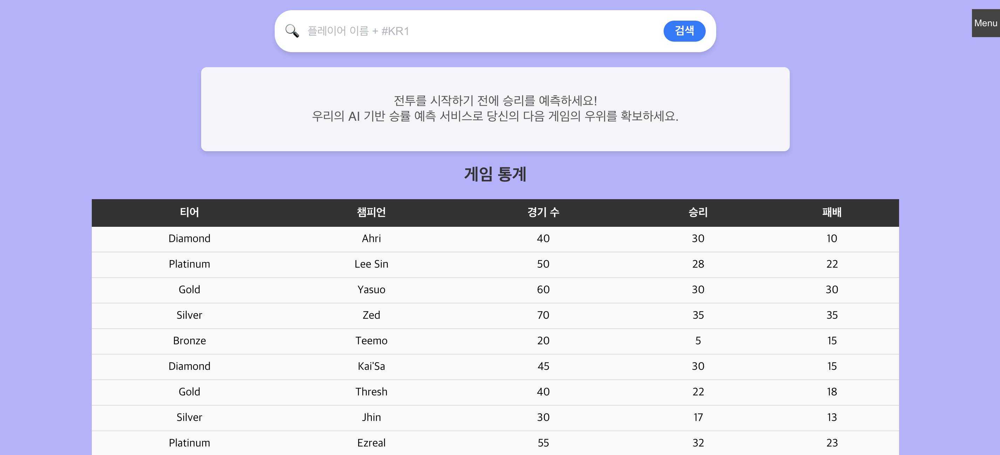 플레이어 이름 + #KR1 검색 Menu
전투를 시작하기 전에 승리를 예측하세요!
우리의 AI 기반 승률 예측 서비스로 당신의 다음 게임의 우위를 확보하세요.
게임 통계
티어 챔피언 경기 수 승리 패배
Diamond Ahri 40 30 10
Platinum Lee Sin 50 28 22
Gold Yasuo 60 30 30
Silver Zed 70 35 35
Bronze Teemo 20 5 15
Diamond Kai'Sa 45 30 15
Gold Thresh 40 22 18
Silver Jhin 30 17 13
Platinum Ezreal 55 32 23